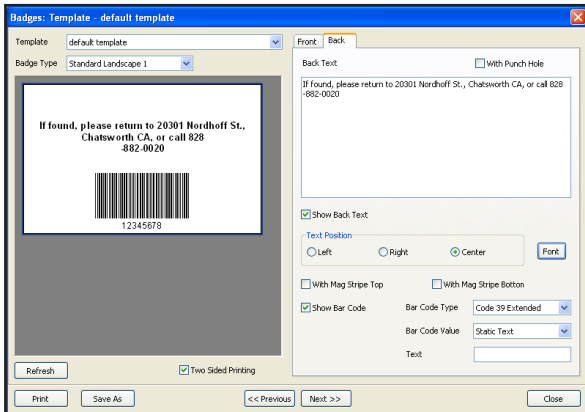 Badges: Template - default template
Template
default template
Badge Type
Standard Landscape 1
If found, please return to 20301 Nordhoff St.,
Chatsworth CA, or call 828
-882-0020
12345678
Refresh
Two Sided Printing
Front
Back
Back Text
With Punch Hole
If found, please return to 20301 Nordhoff St., Chatsworth CA, or call 828
-882-0020
Show Back Text
Text Position
Left
Right
Center
Font
With Mag Stripe Top
With Mag Stripe Botton
Show Bar Code
Bar Code Type
Code 39 Extended
Bar Code Value
Static Text
Text
Print
Save As
<< Previous
Next >>
Close